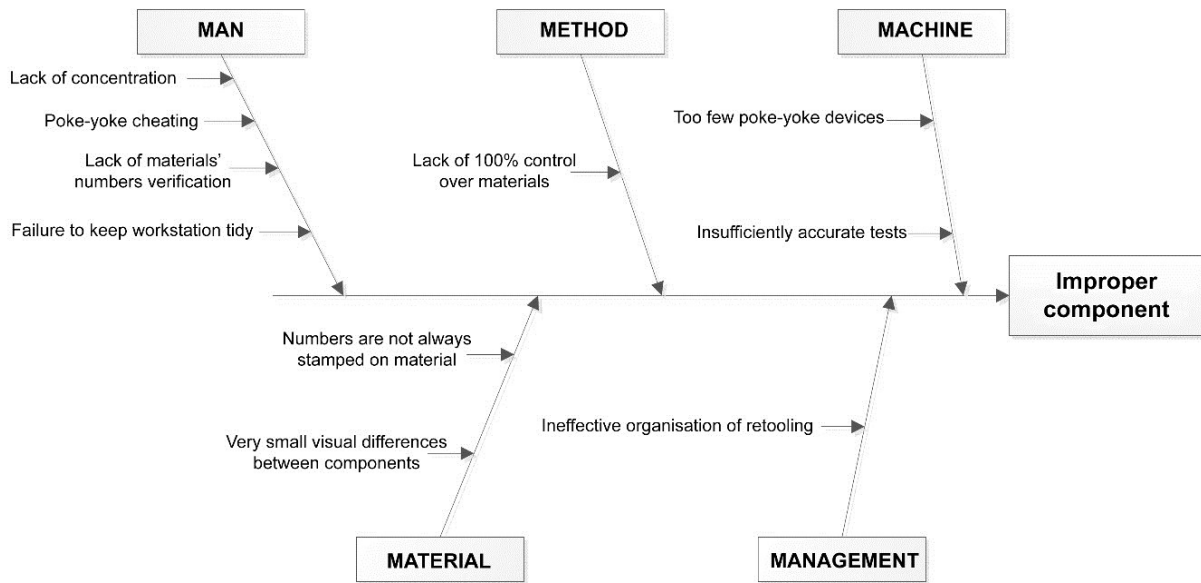 MAN
METHOD
MACHINE
Lack of concentration
Poke-yoke cheating
Too few poke-yoke devices
Lack of materials’
numbers verification
Lack of 100% control
over materials
Failure to keep workstation tidy
Insufficiently accurate tests
Improper
component
Numbers are not always
stamped on material
Ineffective organisation of retooling
Very small visual differences
between components
MATERIAL
MANAGEMENT